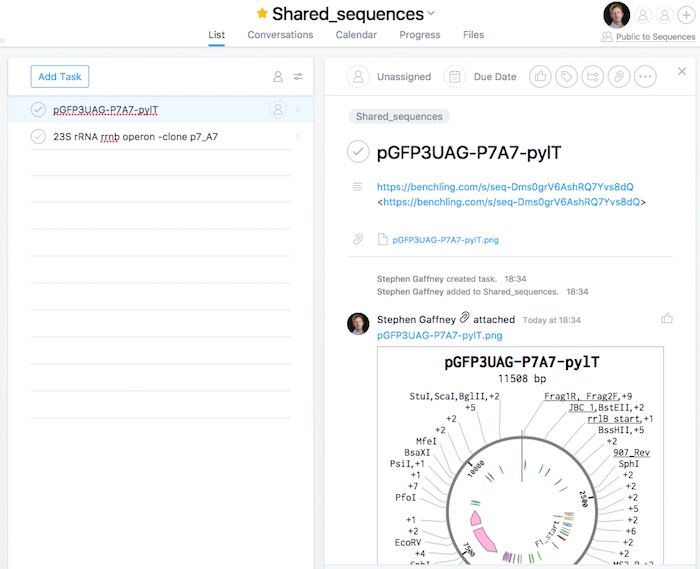 Shared_sequences
List Conversations Calendar Progress Files
Public to Sequences
Add Task
pGFP3UAG-P7A7-pylT
23S rRNA rrnb operon -clone p7_A7
Unassigned Due Date
Shared_sequences
pGFP3UAG-P7A7-pylT
https://benchling.com/s/seq-Dms0grV6AshRQ7Yvs8dQ
<https://benchling.com/s/seq-Dms0grV6AshRQ7Yvs8dQ>
pGFP3UAG-P7A7-pylT.png
Stephen Gaffney created task. 18:34
Stephen Gaffney added to Shared_sequences. 18:34
Stephen Gaffney attached Today at 18:34
pGFP3UAG-P7A7-pylT.png
pGFP3UAG-P7A7-pylT
11508 bp
StuI,ScaI,BglII,+2
+5
+2
+2
MfeI
BsaXI
PsiI,+1
+1
+7
PfoI
+1
+2
EcoRV
+4
Frag1R, Frag2F,+9
JBC 1,BstEII,+2
rrlB start,+1
BssHII,+5
+2
907_Rev
SphI
+2
+2
+2
+2
+2
+2
+2
10000
2500
7500
F1_start